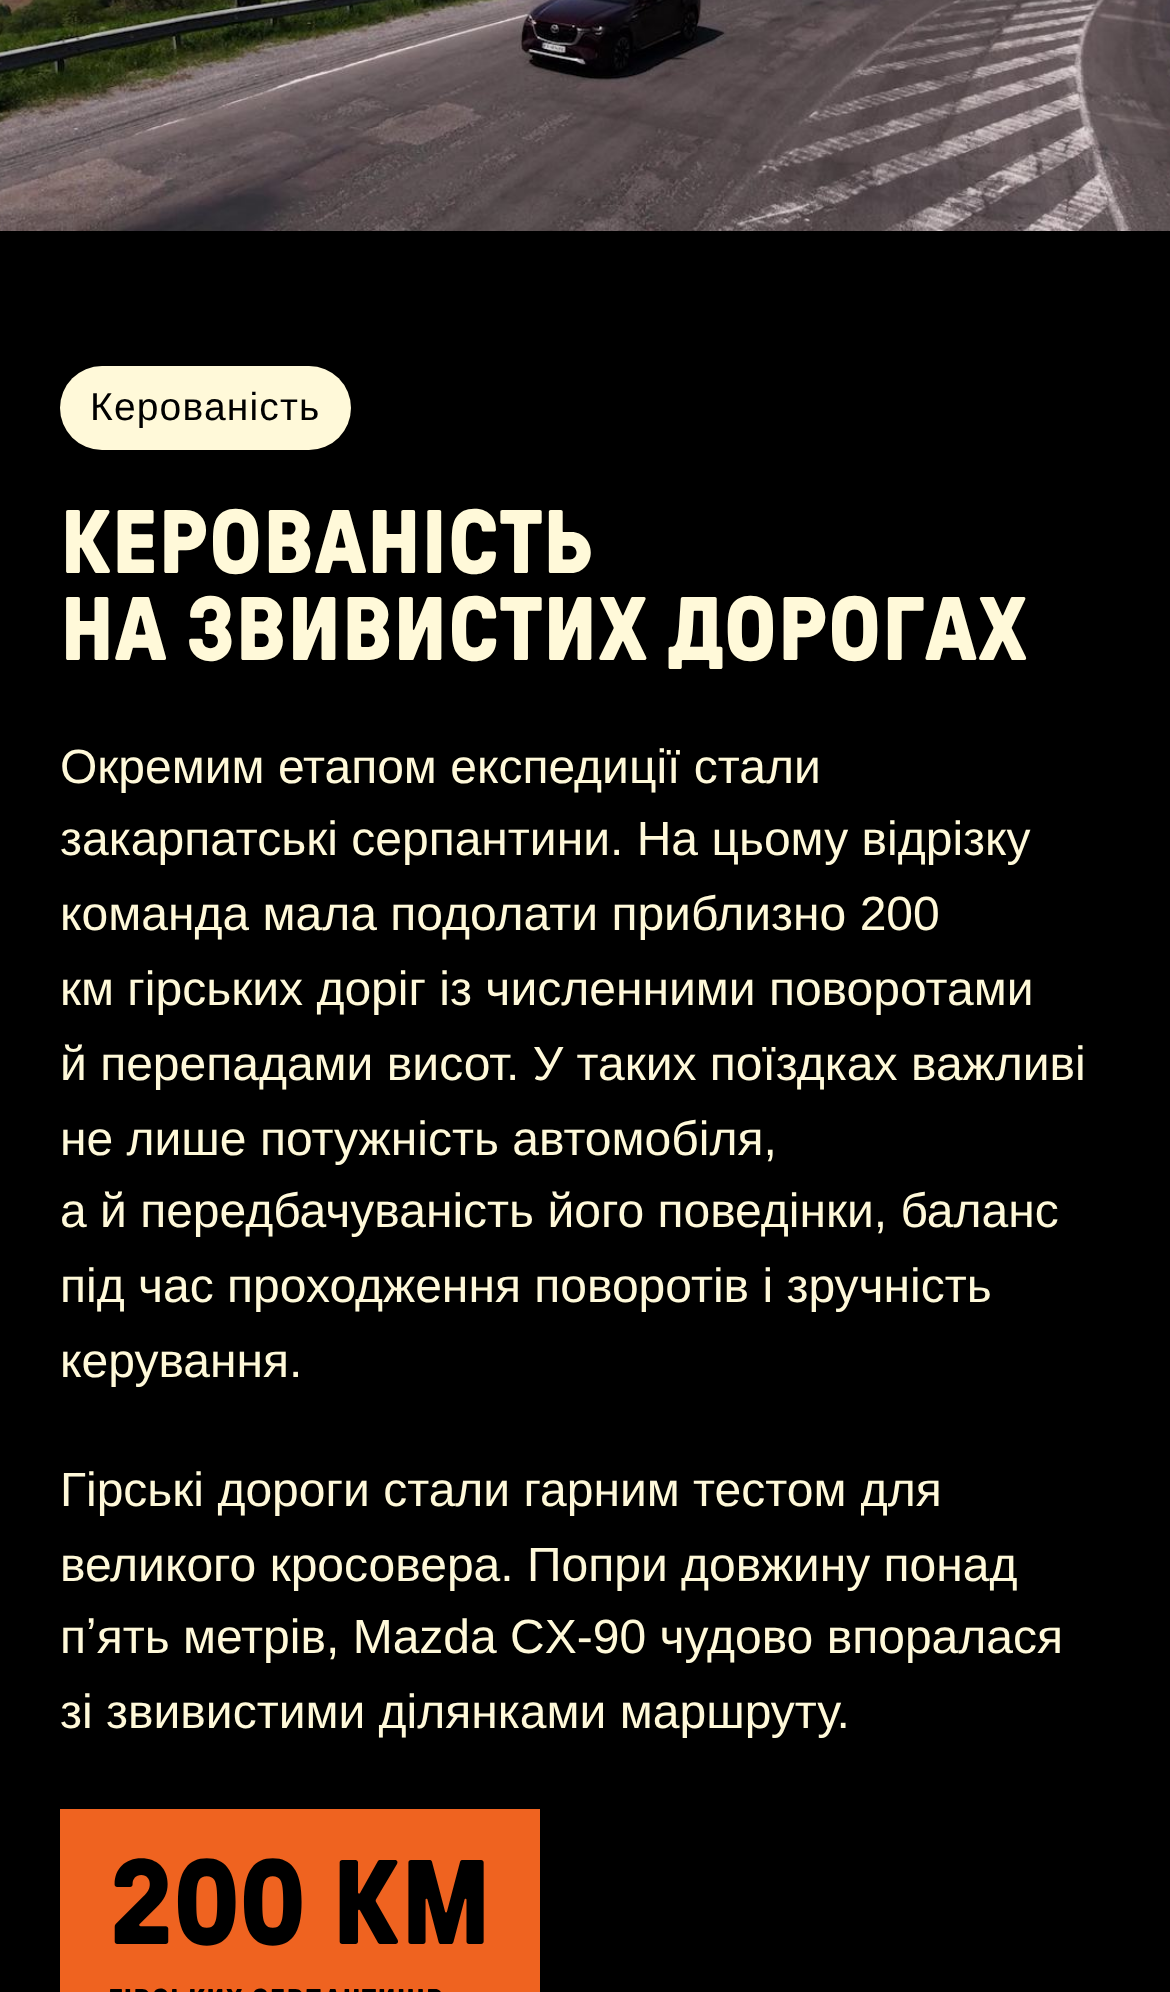 Керованість
КЕРОВАНІСТЬ
НА ЗВИВИСТИХ ДОРОГАХ
Окремим етапом експедиції стали
закарпатські серпантини. На цьому відрізку
команда мала подолати приблизно 200
км гірських доріг із численними поворотами
й перепадами висот. У таких поїздках важливі
не лише потужність автомобіля,
а й передбачуваність його поведінки, баланс
під час проходження поворотів і зручність
керування.
Гірські дороги стали гарним тестом для
великого кросовера. Попри довжину понад
п’ять метрів, Mazda CX-90 чудово впоралася
зі звивистими ділянками маршруту.
200 КМ